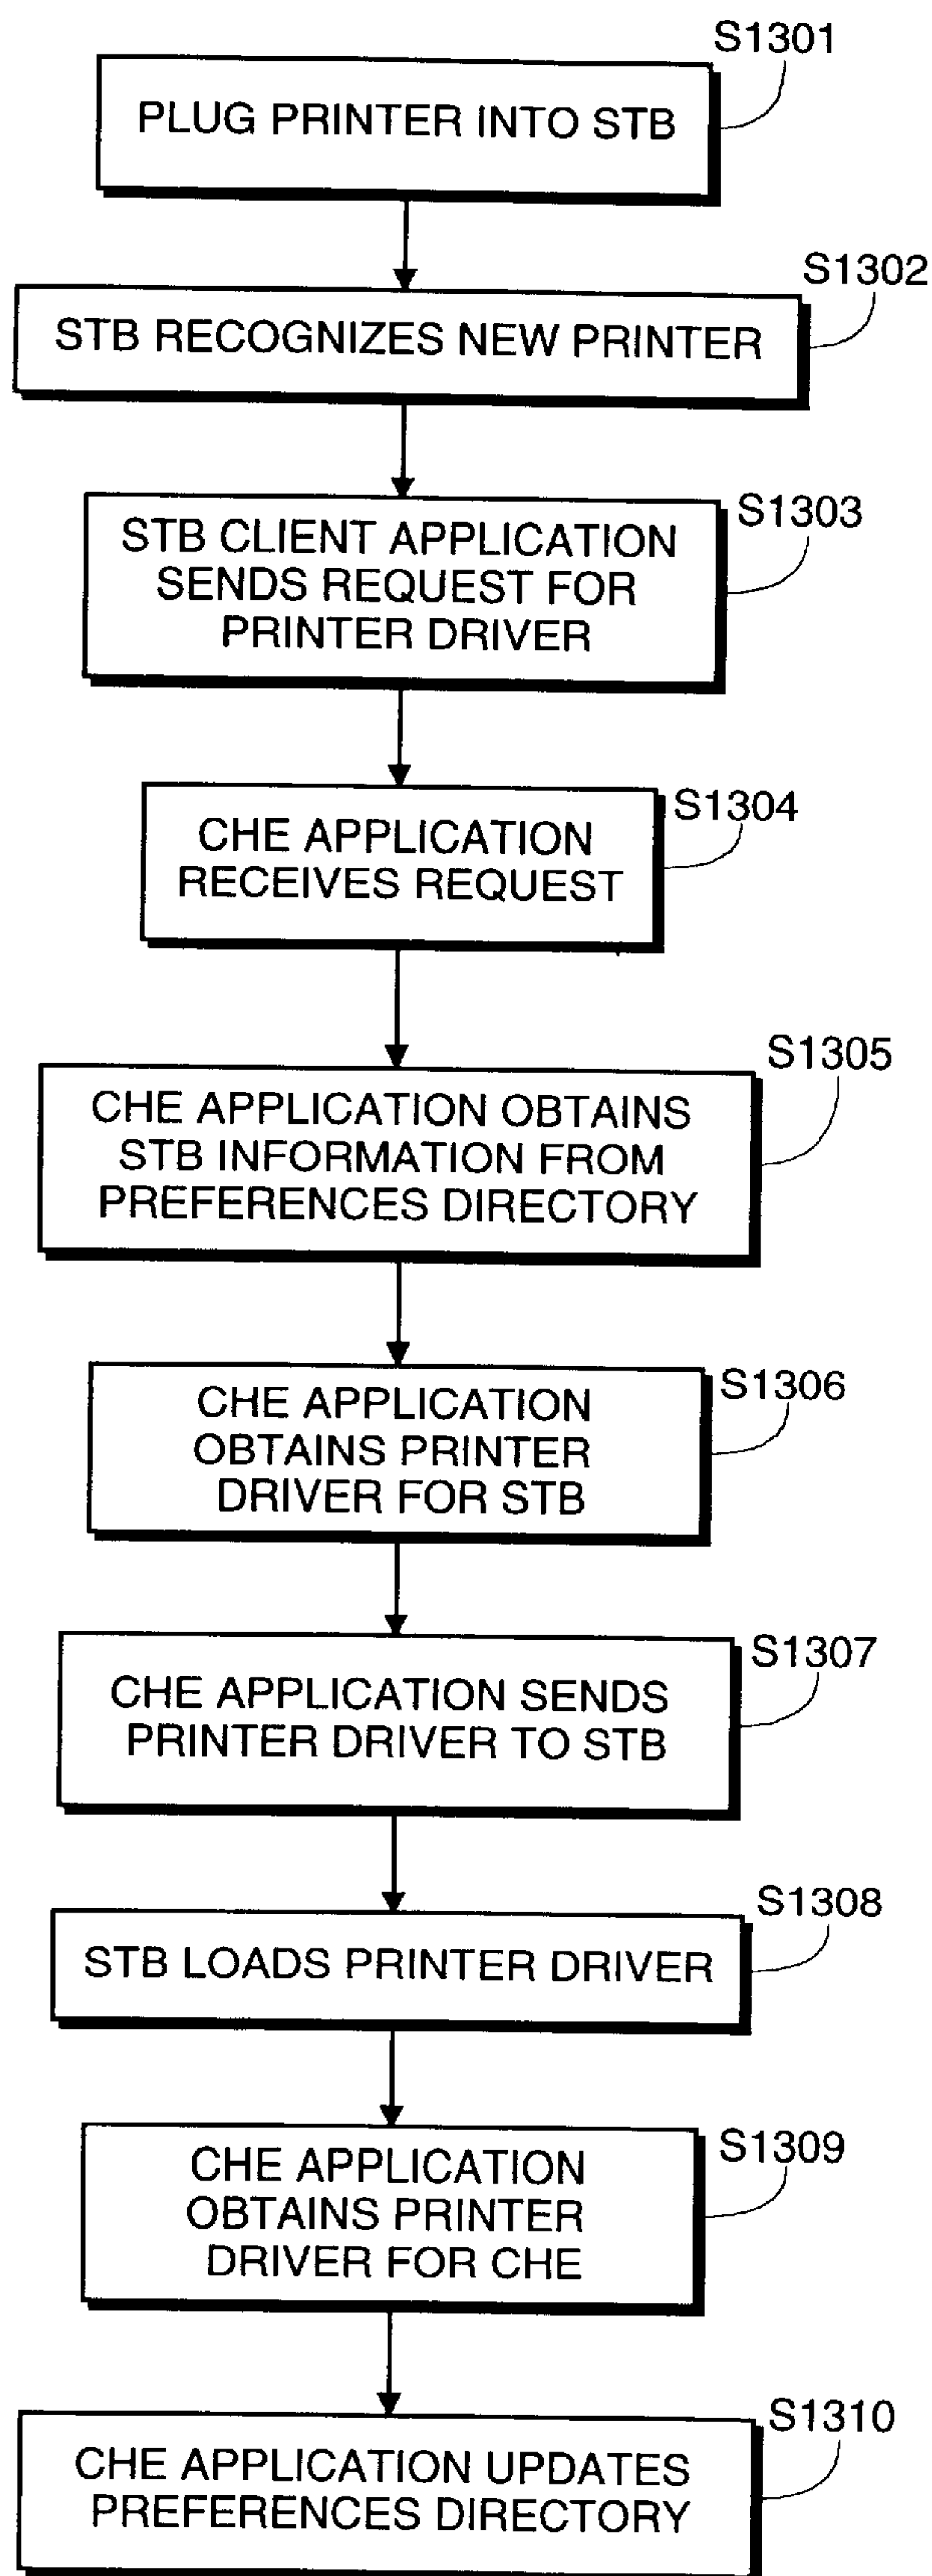 S1301
PLUG PRINTER INTO STB
S1302
STB RECOGNIZES NEW PRINTER
S1303
STB CLIENT APPLICATION
SENDS REQUEST FOR
PRINTER DRIVER
S1304
CHE APPLICATION
RECEIVES REQUEST
S1305
CHE APPLICATION OBTAINS
STB INFORMATION FROM
PREFERENCES DIRECTORY
S1306
CHE APPLICATION
OBTAINS PRINTER
DRIVER FOR STB
S1307
CHE APPLICATION SENDS
PRINTER DRIVER TO STB
S1308
STB LOADS PRINTER DRIVER
S1309
CHE APPLICATION
OBTAINS PRINTER
DRIVER FOR CHE
S1310
CHE APPLICATION UPDATES
PREFERENCES DIRECTORY